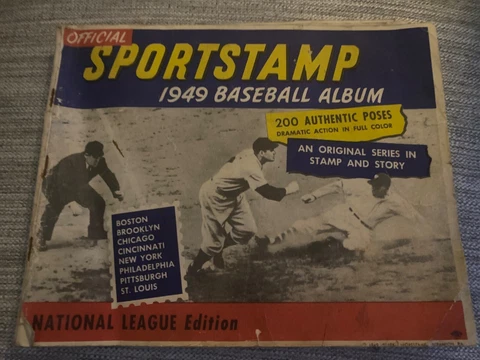 OFFICIAL
SPORTSTAMP
1949 BASEBALL ALBUM
200 AUTHENTIC POSES
DRAMATIC ACTION IN FULL COLOR
AN ORIGINAL SERIES IN
STAMP AND STORY
BOSTON
BROOKLYN
CHICAGO
CINCINNATI
NEW YORK
PHILADELPHIA
PITTSBURGH
ST. LOUIS
NATIONAL LEAGUE Edition